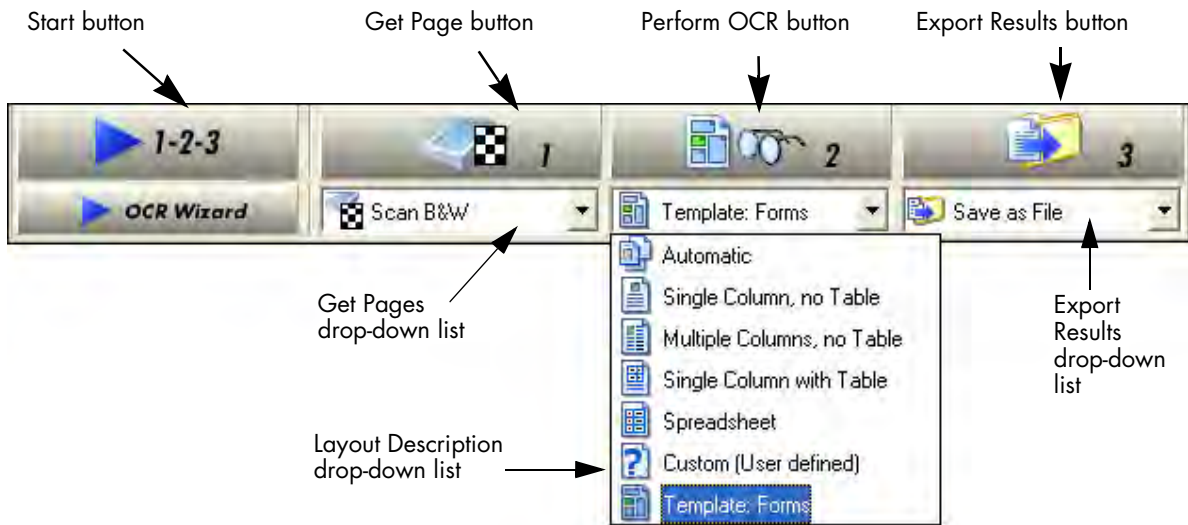 Start button
Get Page button
Perform OCR button
Export Results button
1-2-3
1
2
3
OCR Wizard
Scan B&W
Template: Forms
Save as File
Automatic
Single Column, no Table
Multiple Columns, no Table
Single Column with Table
Spreadsheet
Custom (User defined)
Template: Forms
Get Pages
drop-down list
Export
Results
drop-down
list
Layout Description
drop-down list